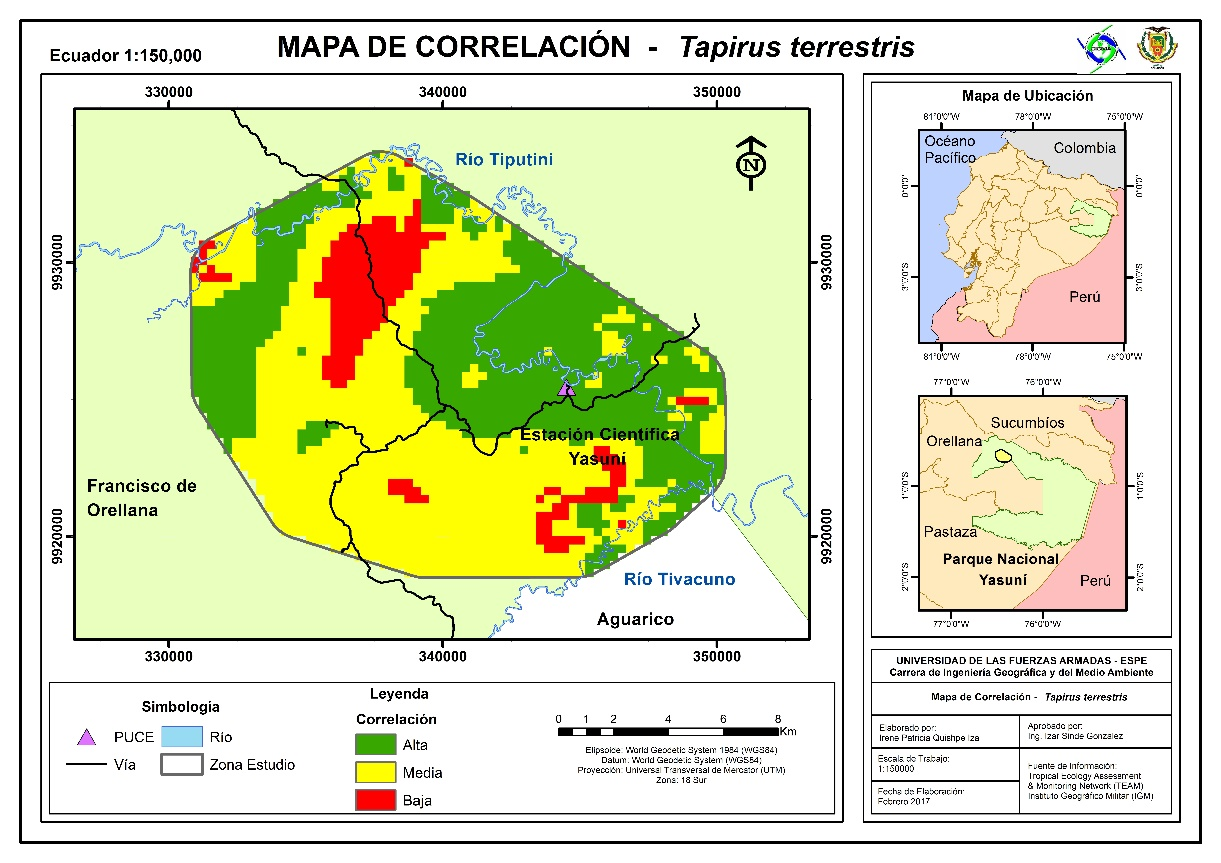 Ecuador 1:150,000
MAPA DE CORRELACIÓN - Tapirus terrestris
330000
340000
350000
Río Tiputini
N
9930000
9930000
Estación Científica
Yasuní
Francisco de
Orellana
9920000
9920000
Río Tivacuno
Aguarico
330000
340000
350000
Simbología
PUCE
Río
Vía
Zona Estudio
Leyenda
Correlación
Alta
Media
Baja
0 1 2 4 6 8
Km
Elipsoide: World Geodetic System 1984 (WGS84)
Datum: World Geodetic System (WGS84)
Proyección: Universal Transversal de Mercator (UTM)
Zona: 18 Sur
Mapa de Ubicación
81°0'0"W
78°0'0"W
75°0'0"W
Océano
Pacífico
Colombia
0°0'0"
0°0'0"
3°0'0"S
3°0'0"S
Perú
81°0'0"W
78°0'0"W
75°0'0"W
77°0'0"W
76°0'0"W
Sucumbíos
Orellana
1°0'0"S
1°0'0"S
Pastaza
Parque Nacional
Yasuní
Perú
2°0'0"S
2°0'0"S
77°0'0"W
76°0'0"W
UNIVERSIDAD DE LAS FUERZAS ARMADAS - ESPE
Carrera de Ingeniería Geográfica y del Medio Ambiente
Mapa de Correlación - Tapirus terrestris
Elaborado por:
Irene Patricia Quishpe Iza
Aprobado por:
Ing. Izar Sinde Gonzalez
Escala de Trabajo:
1:150000
Fecha de Elaboración:
Febrero 2017
Fuente de Información:
Tropical Ecology Assessment
& Monitoring Network (TEAM)
Instituto Geográfico Militar (IGM)